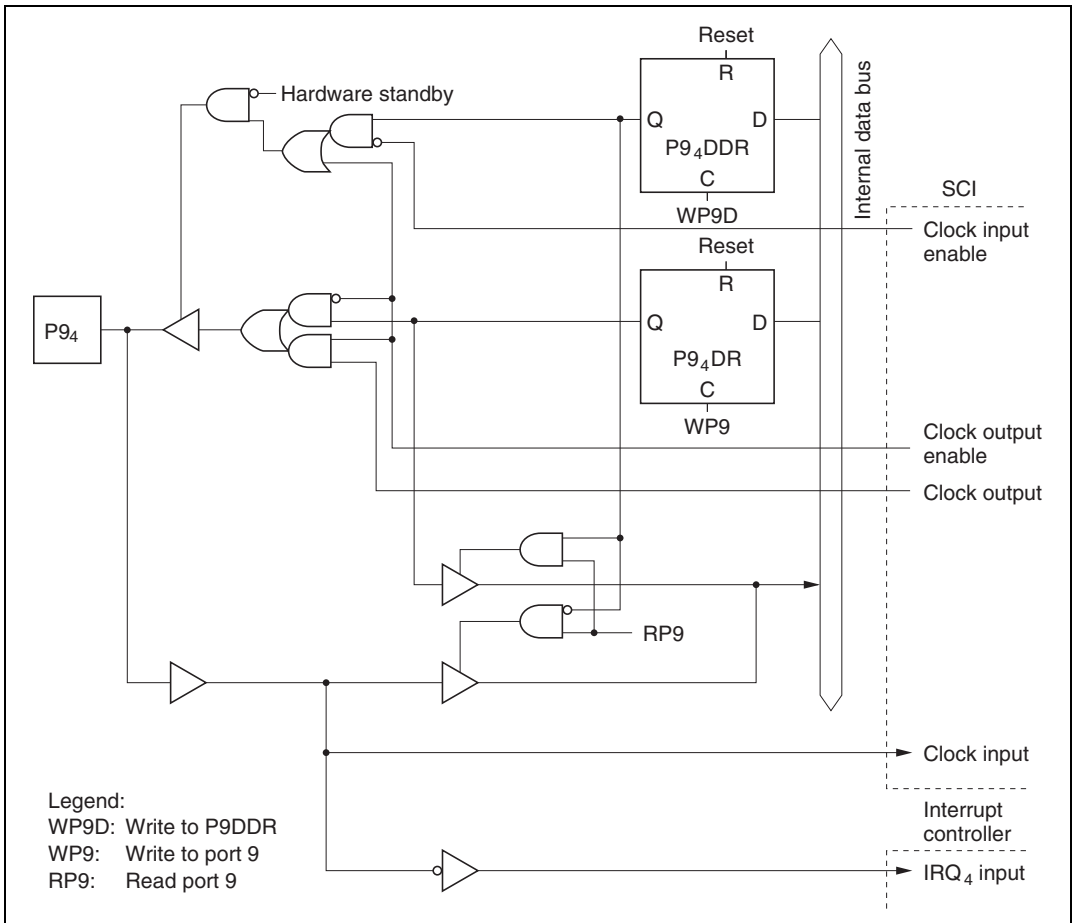 Reset
R
Hardware standby
Q D
P9₄DDR
C
WP9D
Internal data bus
SCI
Clock input
enable
Reset
R
P9₄
Q D
P9₄DR
C
WP9
Clock output
enable
Clock output
RP9
Clock input
Legend:
WP9D: Write to P9DDR
WP9: Write to port 9
RP9: Read port 9
Interrupt
controller
IRQ₄ input